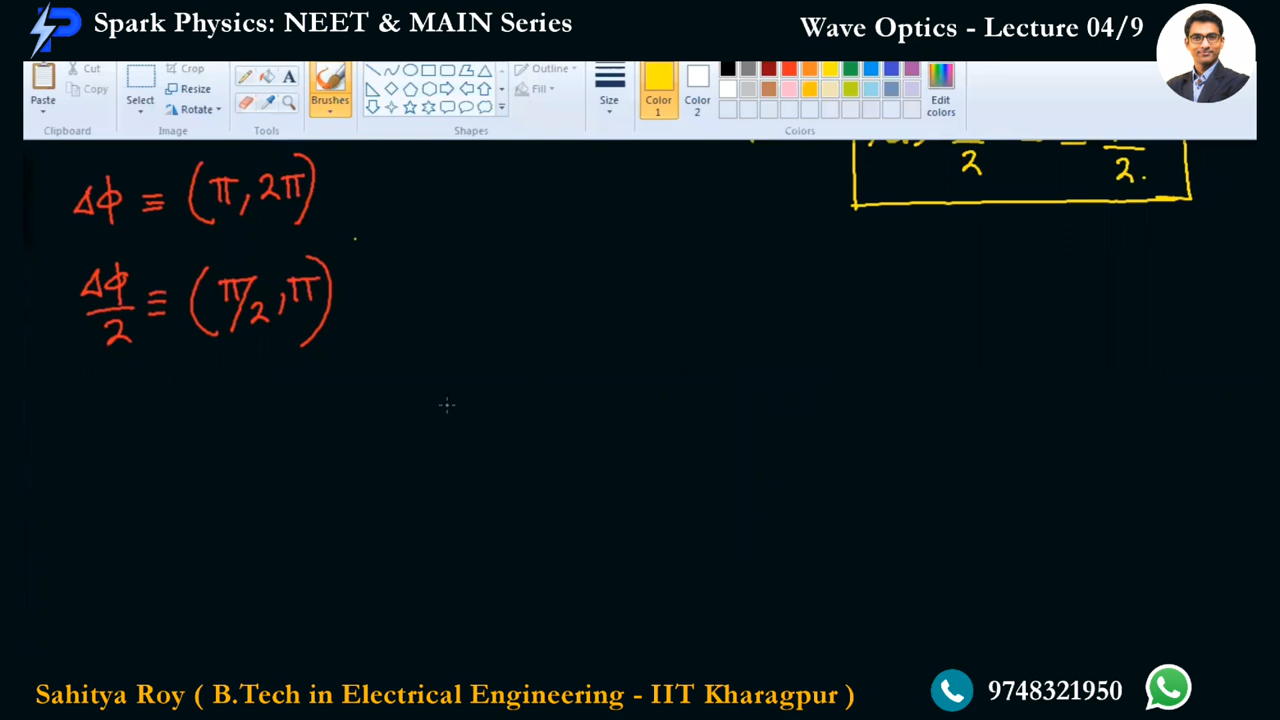 Spark Physics: NEET & MAIN Series
Wave Optics - Lecture 04/9
Cut
Copy
Paste
Clipboard
Crop
Resize
Rotate
Select
Image
A
Tools
Brushes
Shapes
Outline
Fill
Size
Color 1
Color 2
Edit colors
Colors
2
2.
Δϕ ≡ (π, 2π)
Δϕ/2 ≡ (π/2, π)
Sahitya Roy ( B.Tech in Electrical Engineering - IIT Kharagpur )
9748321950